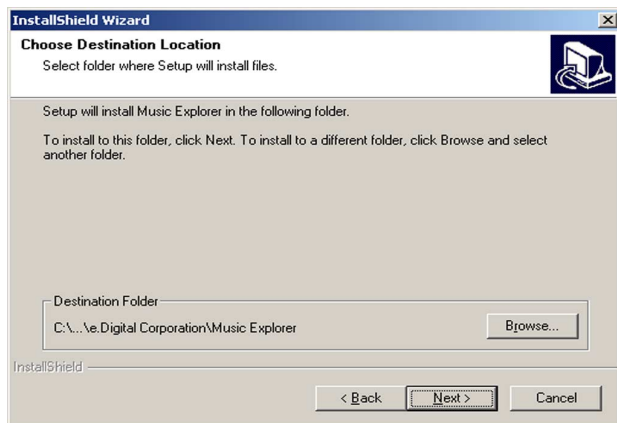 InstallShield Wizard
Choose Destination Location
Select folder where Setup will install files.
Setup will install Music Explorer in the following folder.
To install to this folder, click Next. To install to a different folder, click Browse and select
another folder.
Destination Folder
C:\...\e.Digital Corporation\Music Explorer
Browse...
InstallShield
< Back
Next >
Cancel